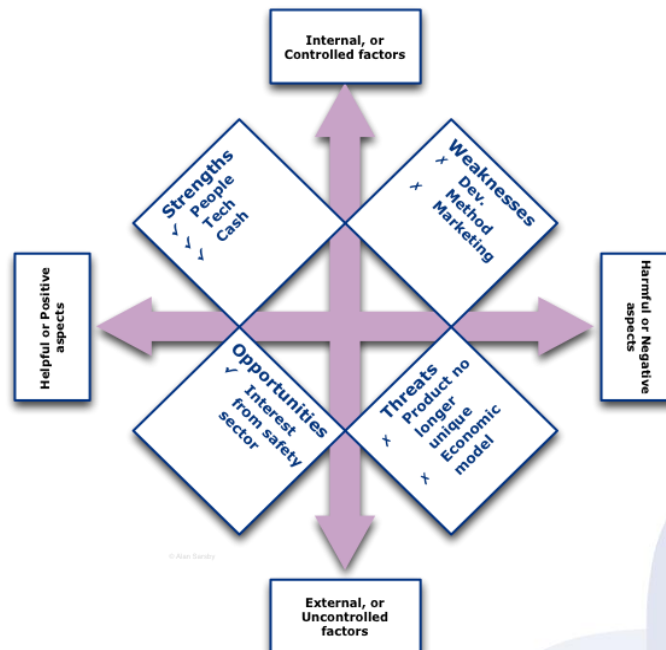 Internal, or
Controlled factors
Strengths
✓ People
✓ Tech
✓ Cash
Weaknesses
✗ Dev.
Method
✗ Marketing
Helpful or Positive
aspects
Harmful or Negative
aspects
Opportunities
✓ Interest
from safety
sector
Threats
✗ Product no
longer
unique
✗ Economic
model
External, or
Uncontrolled
factors